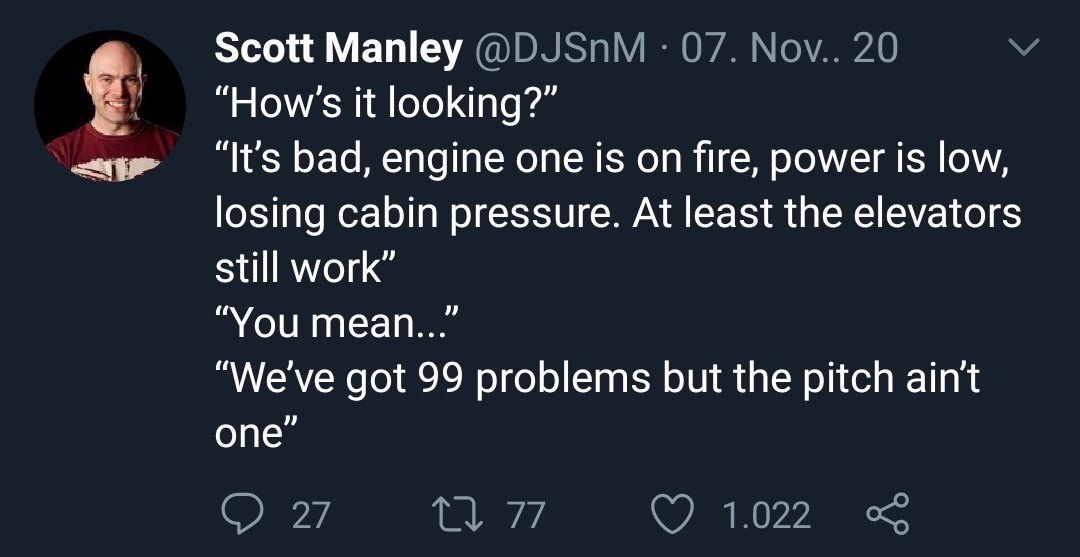 Scott Manley @DJSnM · 07. Nov.. 20
“How’s it looking?”
“It’s bad, engine one is on fire, power is low,
losing cabin pressure. At least the elevators
still work”
“You mean...”
“We’ve got 99 problems but the pitch ain’t
one”
27 77 1.022